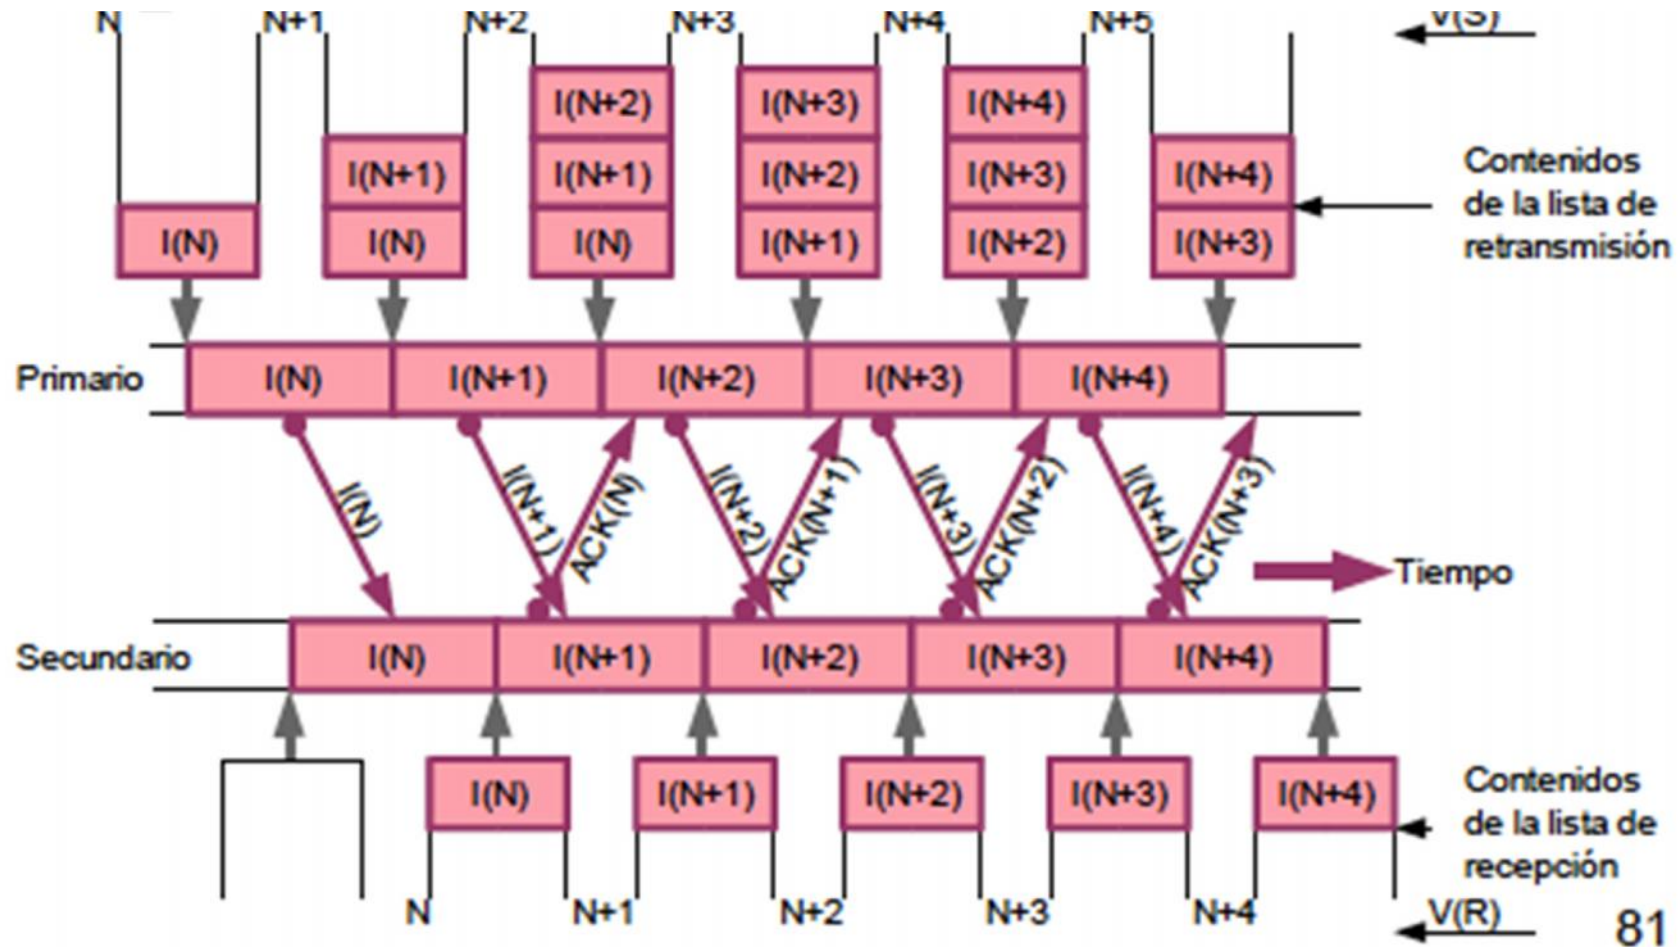 N N+1 N+2 N+3 N+4 N+5 V(S)
I(N+2) I(N+3) I(N+4)
I(N+1) I(N+1) I(N+2) I(N+3) I(N+4)
I(N) I(N) I(N) I(N+1) I(N+2) I(N+3)
Contenidos
de la lista de
retransmisión
Primario I(N) I(N+1) I(N+2) I(N+3) I(N+4)
I(N) I(N+1) ACK(N) I(N+2) ACK(N+1) I(N+3) ACK(N+2) I(N+4) ACK(N+3)
Tiempo
Secundario I(N) I(N+1) I(N+2) I(N+3) I(N+4)
I(N) I(N+1) I(N+2) I(N+3) I(N+4)
Contenidos
de la lista de
recepción
N N+1 N+2 N+3 N+4 V(R)
81